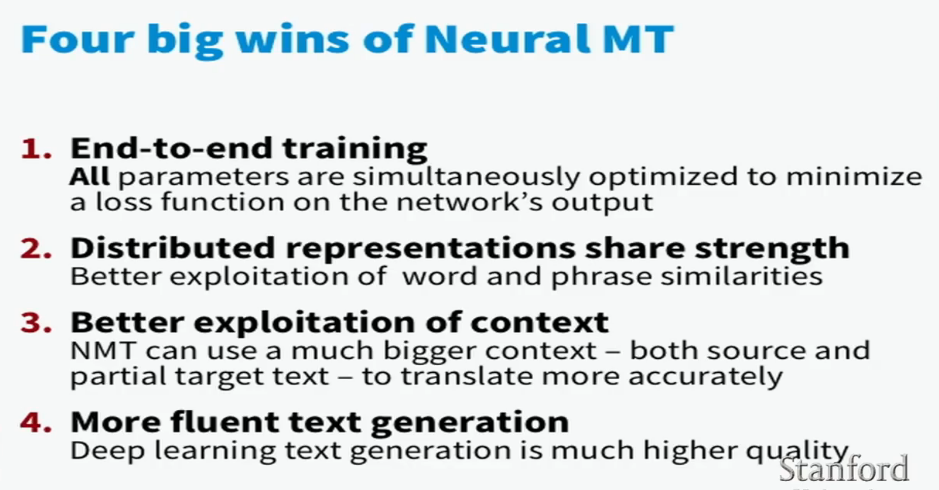 Four big wins of Neural MT
1. End-to-end training
All parameters are simultaneously optimized to minimize
a loss function on the network's output
2. Distributed representations share strength
Better exploitation of word and phrase similarities
3. Better exploitation of context
NMT can use a much bigger context – both source and
partial target text – to translate more accurately
4. More fluent text generation
Deep learning text generation is much higher quality
Stanford